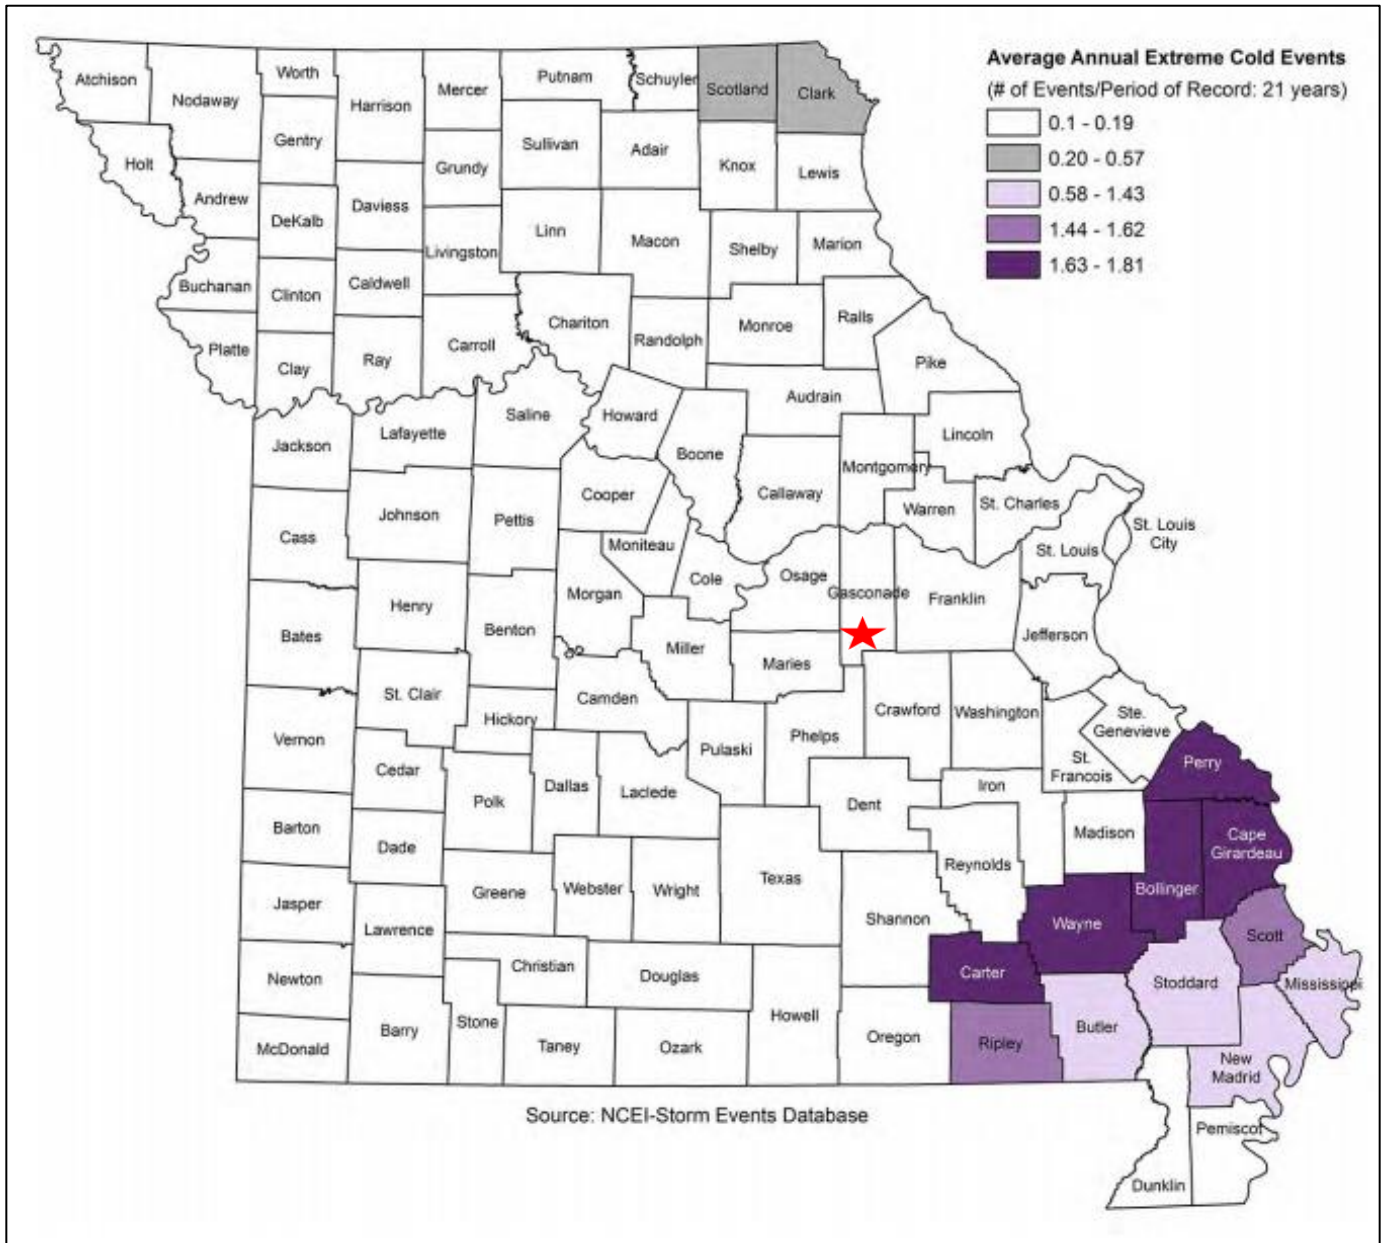 Average Annual Extreme Cold Events
(# of Events/Period of Record: 21 years)
0.1 - 0.19
0.20 - 0.57
0.58 - 1.43
1.44 - 1.62
1.63 - 1.81
Atchison
Nodaway
Worth
Harrison
Mercer
Putnam
Schuyler
Scotland
Clark
Holt
Gentry
Sullivan
Adair
Knox
Lewis
Grundy
Andrew
DeKalb
Daviess
Linn
Macon
Shelby
Marion
Livingston
Buchanan
Clinton
Caldwell
Chariton
Randolph
Monroe
Ralls
Platte
Clay
Ray
Carroll
Pike
Audrain
Saline
Howard
Jackson
Lafayette
Boone
Lincoln
Montgomery
Callaway
Cooper
Warren
St. Charles
Johnson
Pettis
Cass
Moniteau
St. Louis
City
St. Louis
Cole
Osage
Gasconade
Franklin
Morgan
Henry
Benton
Bates
Miller
Maries
Jefferson
St. Clair
Camden
Hickory
Crawford
Washington
Ste.
Genevieve
Vernon
Pulaski
Phelps
St.
Francois
Perry
Cedar
Dallas
Laclede
Polk
Dent
Iron
Barton
Dade
Madison
Cape
Girardeau
Reynolds
Texas
Greene
Webster
Wright
Bollinger
Jasper
Lawrence
Shannon
Wayne
Scott
Newton
Christian
Douglas
Carter
Stoddard
Mississippi
Howell
Barry
Stone
Taney
Ozark
Oregon
Ripley
Butler
McDonald
New
Madrid
Source: NCEI-Storm Events Database
Pemiscot
Dunklin